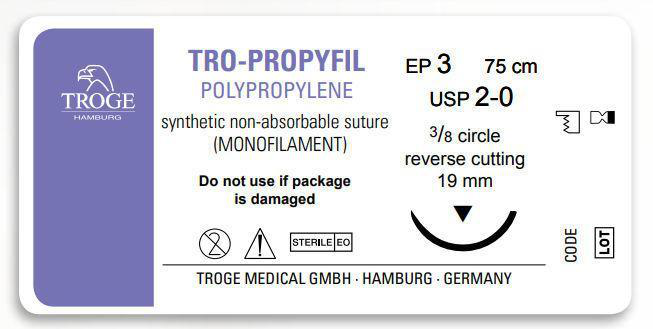 TROGE
HAMBURG
TRO-PROPYFIL
POLYPROPYLENE
synthetic non-absorbable suture
(MONOFILAMENT)
Do not use if package
is damaged
2
STERILE EO
TROGE MEDICAL GMBH · HAMBURG · GERMANY
EP 3 75 cm
USP 2-0
3/8 circle
reverse cutting
19 mm
CODE
LOT